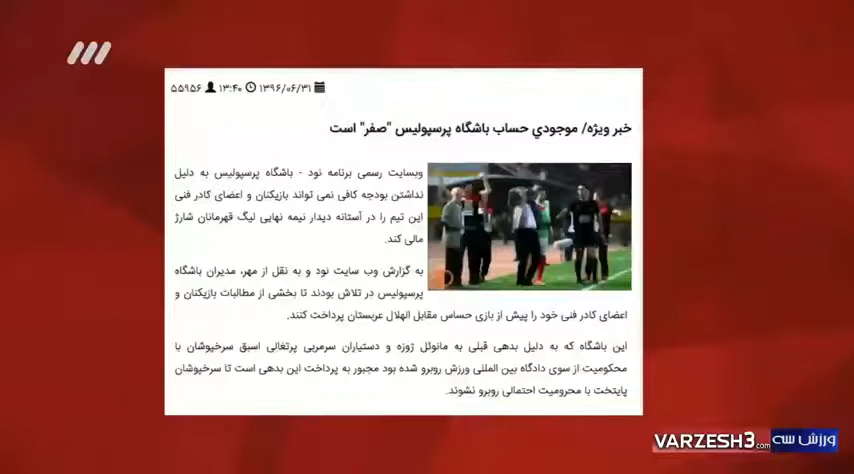 ۱۳۹۶/۰۶/۳۱ ۱۳:۴۰ ۵۵۹۵۶
خبر ویژه/ موجودي حساب باشگاه پرسپولیس "صفر" است
وبسایت رسمی برنامه نود - باشگاه پرسپولیس به دلیل
نداشتن بودجه کافی نمی تواند بازیکنان و اعضای کادر فنی
این تیم را در آستانه دیدار نیمه نهایی لیگ قهرمانان شارژ
مالی کند.
به گزارش وب سایت نود و به نقل از مهر، مدیران باشگاه
پرسپولیس در تلاش بودند تا بخشی از مطالبات بازیکنان و
اعضای کادر فنی خود را پیش از بازی حساس مقابل الهلال عربستان پرداخت کنند.
این باشگاه که به دلیل بدهی قبلی به مانوئل ژوزه و دستیاران سرمربی پرتغالی اسبق سرخپوشان با
محکومیت از سوی دادگاه بین المللی ورزش روبرو شده بود مجبور به پرداخت این بدهی است تا سرخپوشان
پایتخت با محرومیت احتمالی روبرو نشوند.
VARZESH3.com ورزش سه